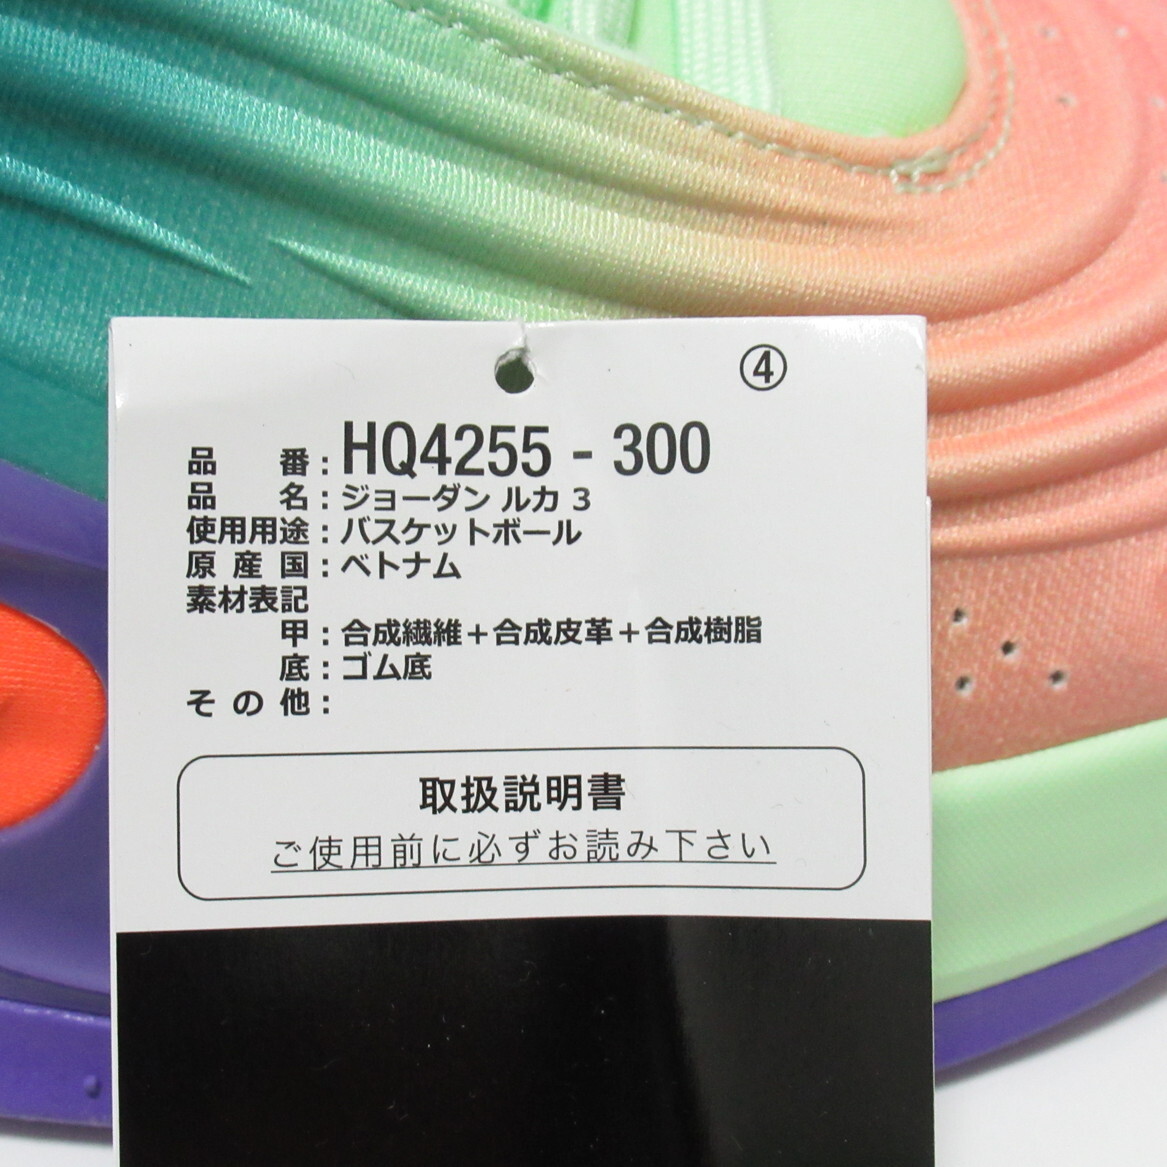 ④
品番：HQ4255 - 300
品名：ジョーダン ルカ 3
使用用途：バスケットボール
原産国：ベトナム
素材表記
甲：合成繊維＋合成皮革＋合成樹脂
底：ゴム底
その他：
取扱説明書
ご使用前に必ずお読み下さい